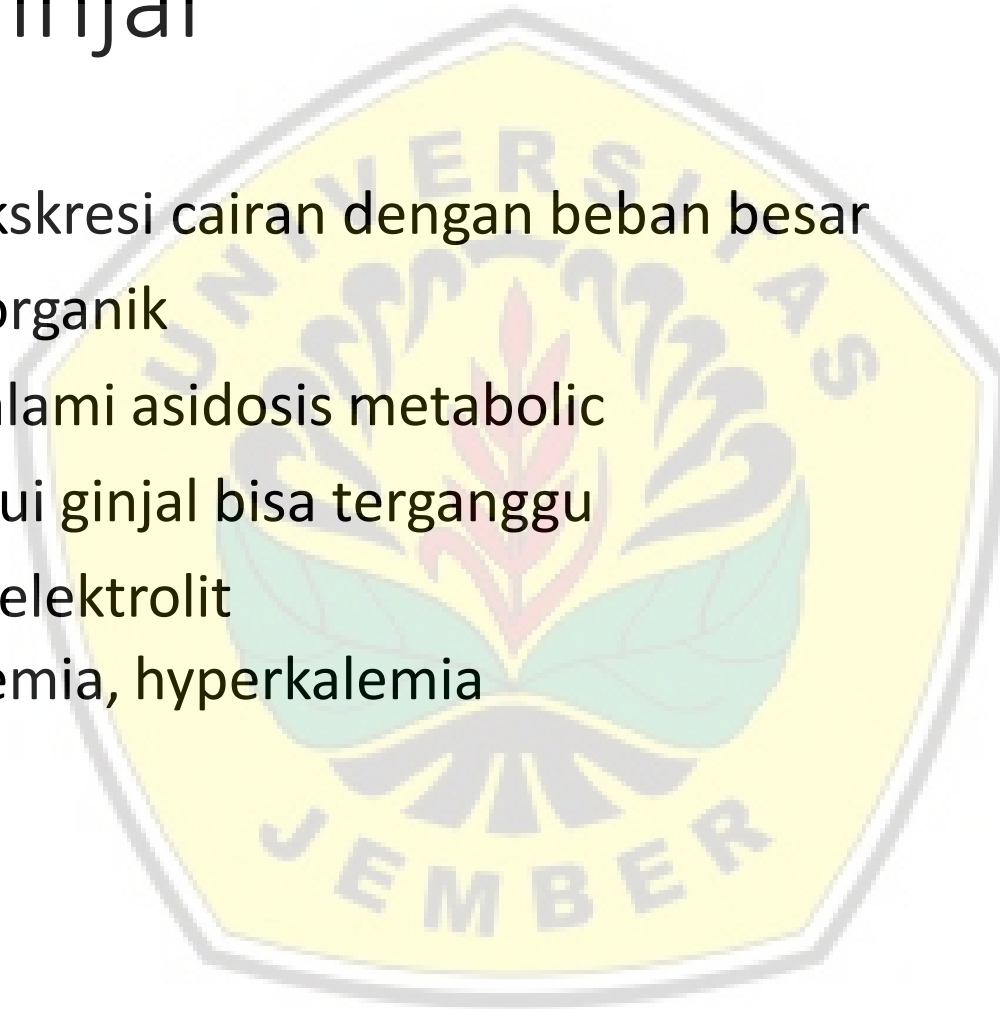 injal
kskresi cairan dengan beban besar
organik
alami asidosis metabolic
ui ginjal bisa terganggu
elektrolit
emia, hyperkalemia
UNIVERSITAS
JEMBER